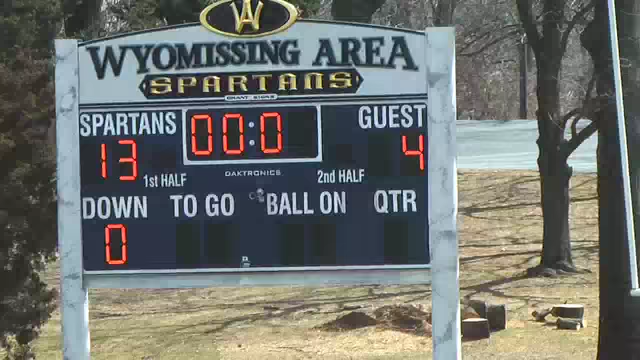 WA
WYOMISSING AREA
SPARTANS
SPARTANS 00:0 GUEST
13 4
1st HALF DAKTRONICS 2nd HALF
DOWN TO GO BALL ON QTR
0